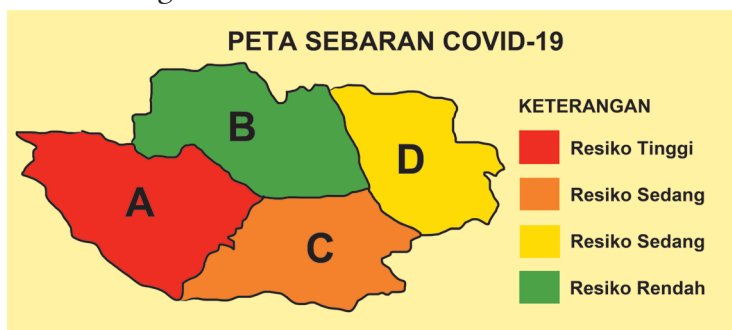 PETA SEBARAN COVID-19
B
D
A
C
KETERANGAN
Resiko Tinggi
Resiko Sedang
Resiko Sedang
Resiko Rendah